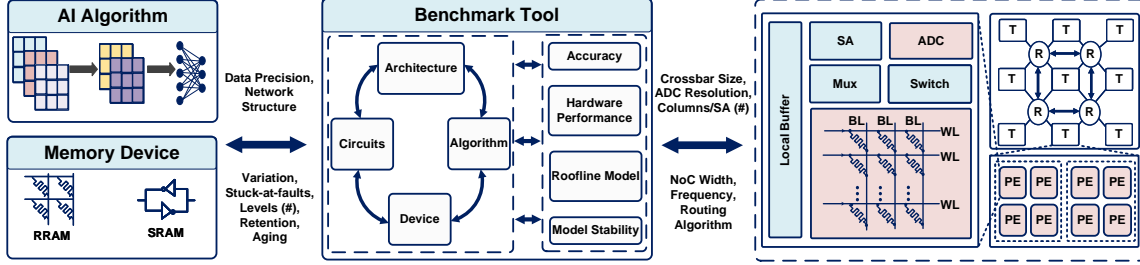 AI Algorithm
Memory Device
RRAM
SRAM
Data Precision,
Network
Structure
Variation,
Stuck-at-faults,
Levels (#),
Retention,
Aging
Benchmark Tool
Architecture
Circuits
Algorithm
Device
Accuracy
Hardware
Performance
Roofline Model
Model Stability
Crossbar Size,
ADC Resolution,
Columns/SA (#)
NoC Width,
Frequency,
Routing
Algorithm
Local Buffer
SA
ADC
Mux
Switch
BL BL BL
WL
WL
WL
T T T
R R
T T T
R R
T T T
PE PE PE PE
PE PE PE PE